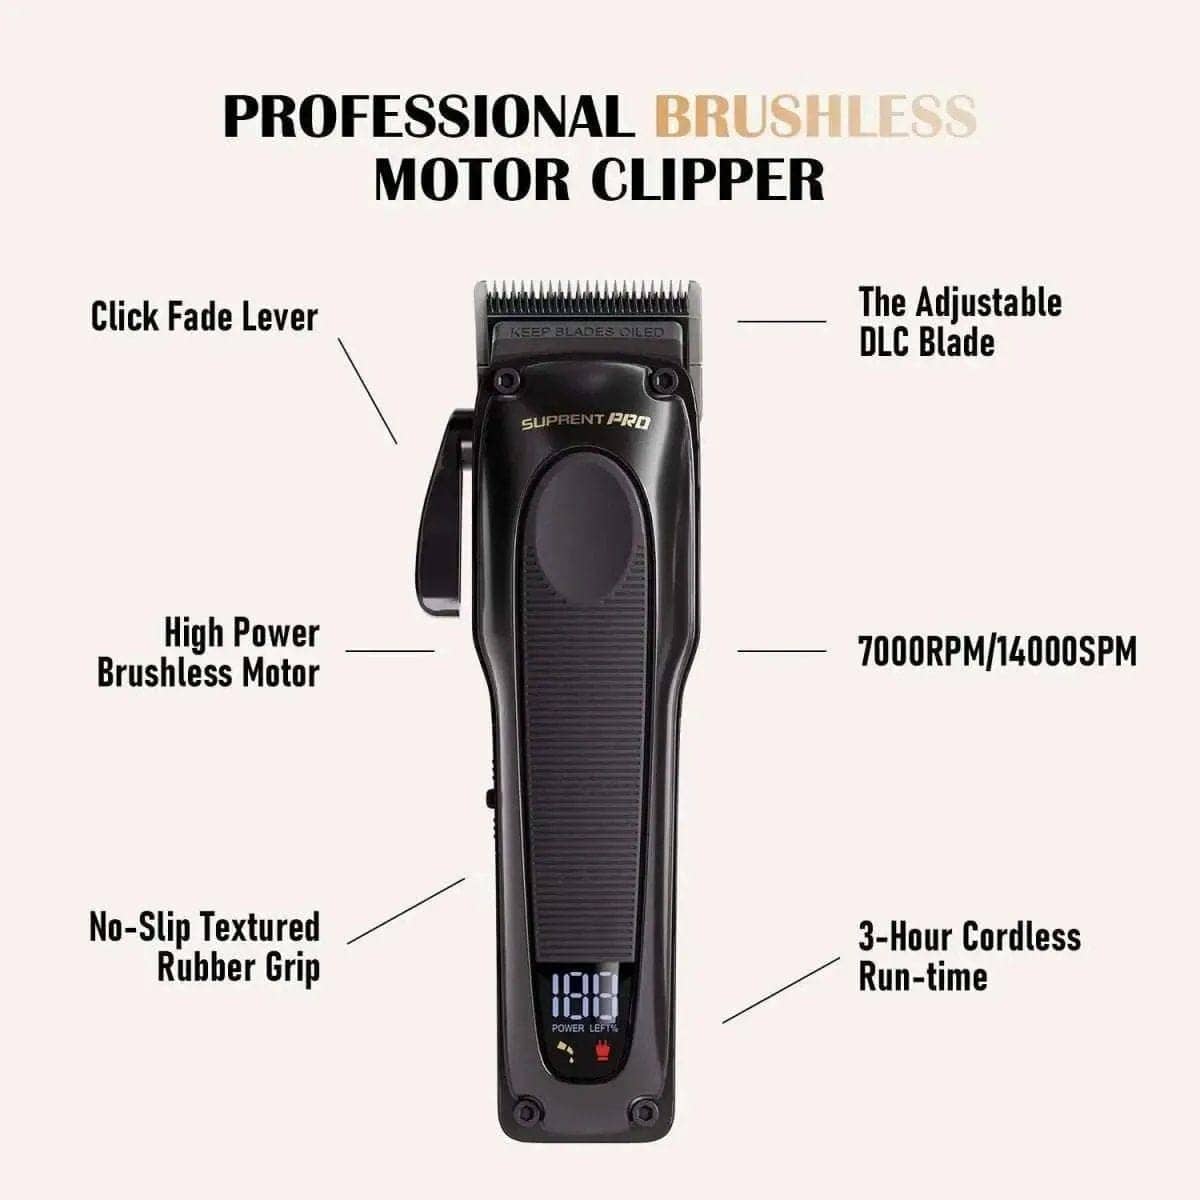 PROFESSIONAL BRUSHLESS
MOTOR CLIPPER
Click Fade Lever
The Adjustable
DLC Blade
KEEP BLADES OILED
SUPRENT PRO
High Power
Brushless Motor
7000RPM/14000SPM
No-Slip Textured
Rubber Grip
3-Hour Cordless
Run-time
188
POWER LEFT%